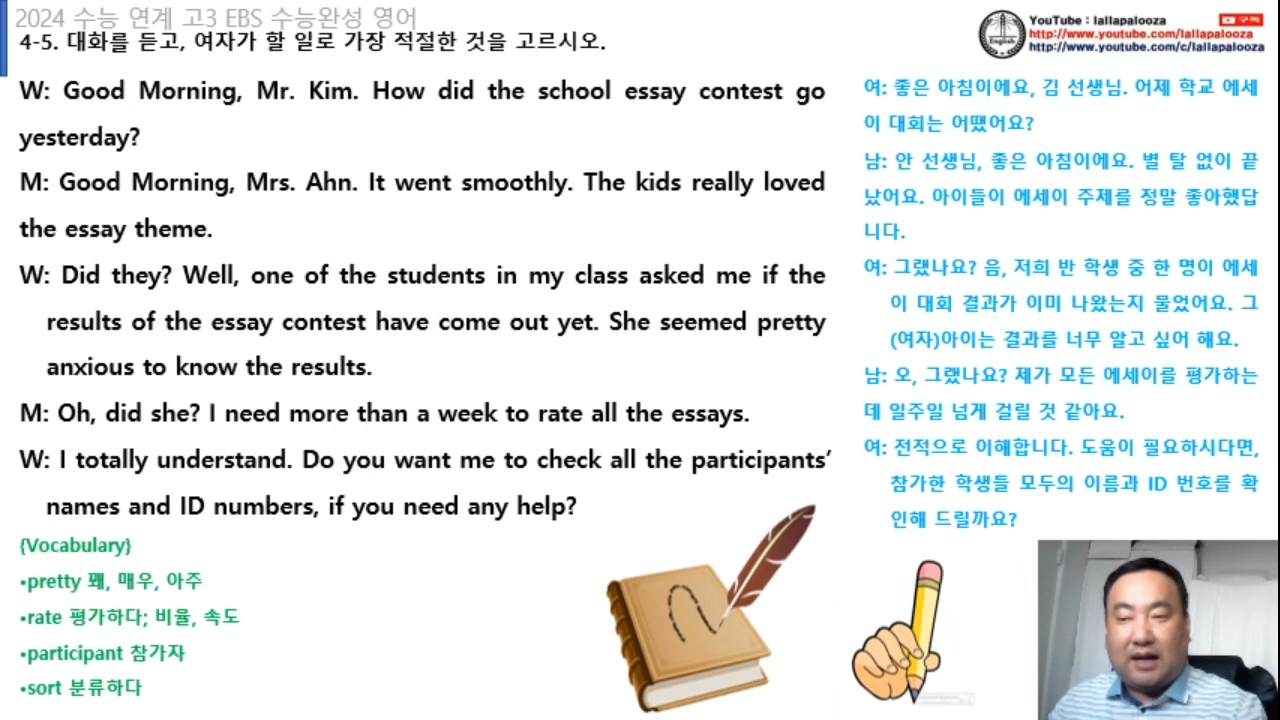 2024 수능 연계 고3 EBS 수능완성 영어
4-5. 대화를 듣고, 여자가 할 일로 가장 적절한 것을 고르시오.
YouTube : lallapalooza
구독
http://www.youtube.com/lallapalooza
http://www.youtube.com/c/lallapalooza
English
W: Good Morning, Mr. Kim. How did the school essay contest go
yesterday?
M: Good Morning, Mrs. Ahn. It went smoothly. The kids really loved
the essay theme.
W: Did they? Well, one of the students in my class asked me if the
results of the essay contest have come out yet. She seemed pretty
anxious to know the results.
M: Oh, did she? I need more than a week to rate all the essays.
W: I totally understand. Do you want me to check all the participants’
names and ID numbers, if you need any help?
{Vocabulary}
•pretty 꽤, 매우, 아주
•rate 평가하다; 비율, 속도
•participant 참가자
•sort 분류하다
여: 좋은 아침이에요, 김 선생님. 어제 학교 에세
이 대회는 어땠어요?
남: 안 선생님, 좋은 아침이에요. 별 탈 없이 끝
났어요. 아이들이 에세이 주제를 정말 좋아했답
니다.
여: 그랬나요? 음, 저희 반 학생 중 한 명이 에세
이 대회 결과가 이미 나왔는지 물었어요. 그
(여자)아이는 결과를 너무 알고 싶어 해요.
남: 오, 그랬나요? 제가 모든 에세이를 평가하는
데 일주일 넘게 걸릴 것 같아요.
여: 전적으로 이해합니다. 도움이 필요하시다면,
참가한 학생들 모두의 이름과 ID 번호를 확
인해 드릴까요?